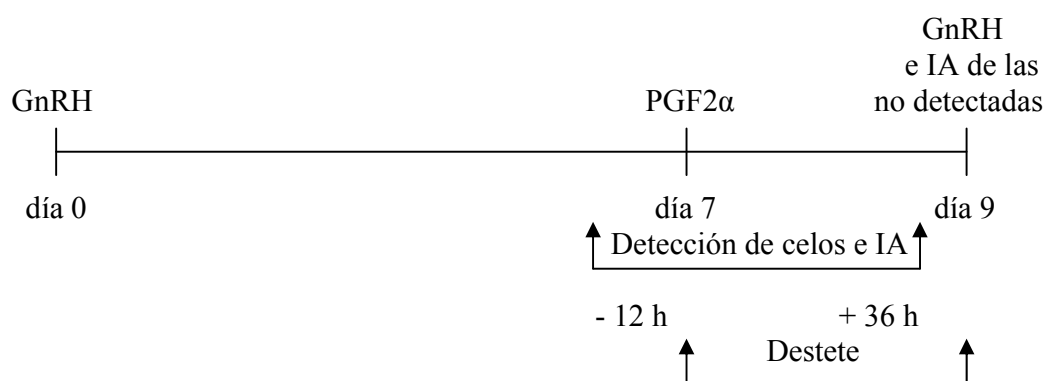 GnRH
e IA de las
GnRH PGF2α no detectadas
día 0 día 7 día 9
Detección de celos e IA
- 12 h + 36 h
Destete